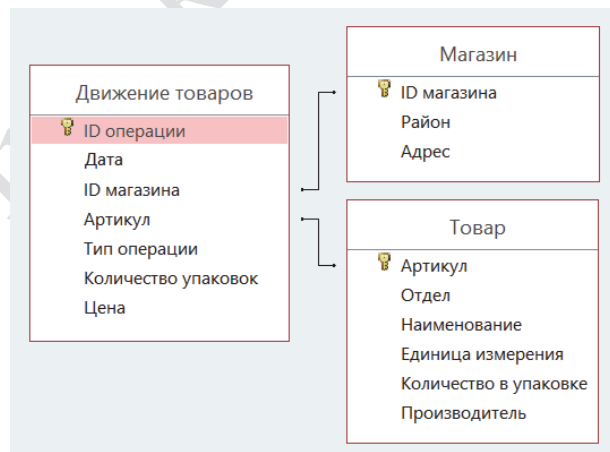 Движение товаров
ID операции
Дата
ID магазина
Артикул
Тип операции
Количество упаковок
Цена
Магазин
ID магазина
Район
Адрес
Товар
Артикул
Отдел
Наименование
Единица измерения
Количество в упаковке
Производитель